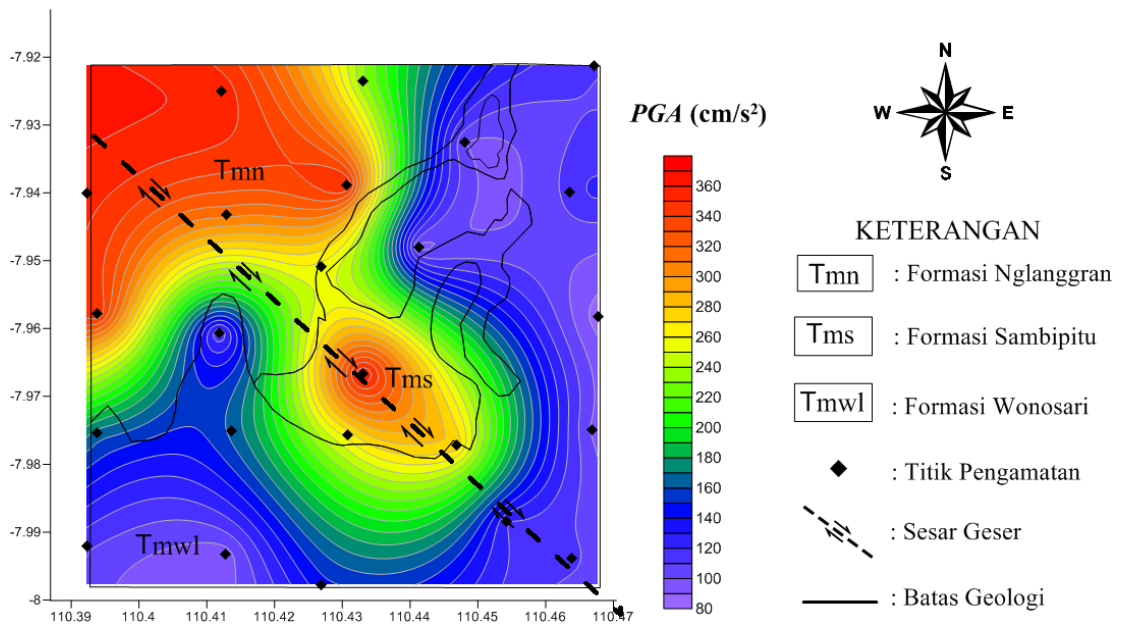 -7.92
-7.93
-7.94
-7.95
-7.96
-7.97
-7.98
-7.99
-8
110.39
110.4
110.41
110.42
110.43
110.44
110.45
110.46
110.47
Tmn
Tms
Tmwl
PGA (cm/s²)
360
340
320
300
280
260
240
220
200
180
160
140
120
100
80
N
W
E
S
KETERANGAN
Tmn : Formasi Nglanggran
Tms : Formasi Sambipitu
Tmwl : Formasi Wonosari
: Titik Pengamatan
: Sesar Geser
: Batas Geologi